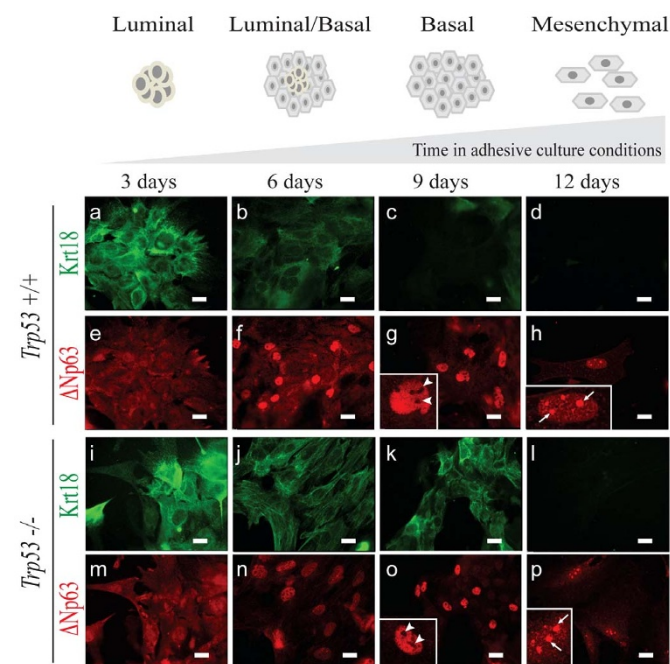 Luminal Luminal/Basal Basal Mesenchymal
Time in adhesive culture conditions
3 days 6 days 9 days 12 days
Trp53 +/+
Krt18
a b c d
ΔNp63
e f g h
Trp53 -/-
Krt18
i j k l
ΔNp63
m n o p